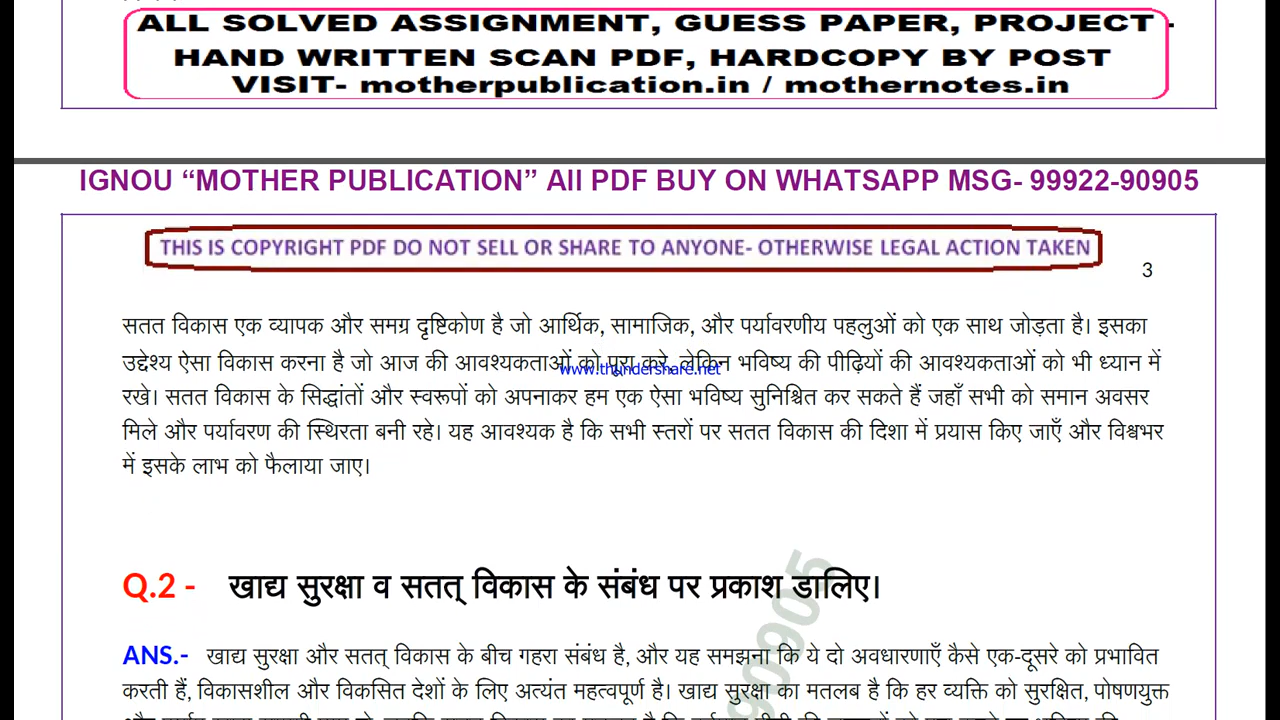 ALL SOLVED ASSIGNMENT, GUESS PAPER, PROJECT -
HAND WRITTEN SCAN PDF, HARDCOPY BY POST
VISIT- motherpublication.in / mothernotes.in
IGNOU “MOTHER PUBLICATION” All PDF BUY ON WHATSAPP MSG- 99922-90905
THIS IS COPYRIGHT PDF DO NOT SELL OR SHARE TO ANYONE- OTHERWISE LEGAL ACTION TAKEN
3
सतत विकास एक व्यापक और समग्र दृष्टिकोण है जो आर्थिक, सामाजिक, और पर्यावरणीय पहलुओं को एक साथ जोड़ता है। इसका
उद्देश्य ऐसा विकास करना है जो आज की आवश्यकताओं को पूरा करे, लेकिन भविष्य की पीढ़ियों की आवश्यकताओं को भी ध्यान में
www.thundershare.net
रखे। सतत विकास के सिद्धांतों और स्वरूपों को अपनाकर हम एक ऐसा भविष्य सुनिश्चित कर सकते हैं जहाँ सभी को समान अवसर
मिले और पर्यावरण की स्थिरता बनी रहे। यह आवश्यक है कि सभी स्तरों पर सतत विकास की दिशा में प्रयास किए जाएँ और विश्वभर
में इसके लाभ को फैलाया जाए।
Q.2 - खाद्य सुरक्षा व सतत् विकास के संबंध पर प्रकाश डालिए।
ANS.- खाद्य सुरक्षा और सतत् विकास के बीच गहरा संबंध है, और यह समझना कि ये दो अवधारणाएँ कैसे एक-दूसरे को प्रभावित
करती हैं, विकासशील और विकसित देशों के लिए अत्यंत महत्वपूर्ण है। खाद्य सुरक्षा का मतलब है कि हर व्यक्ति को सुरक्षित, पोषणयुक्त
90905